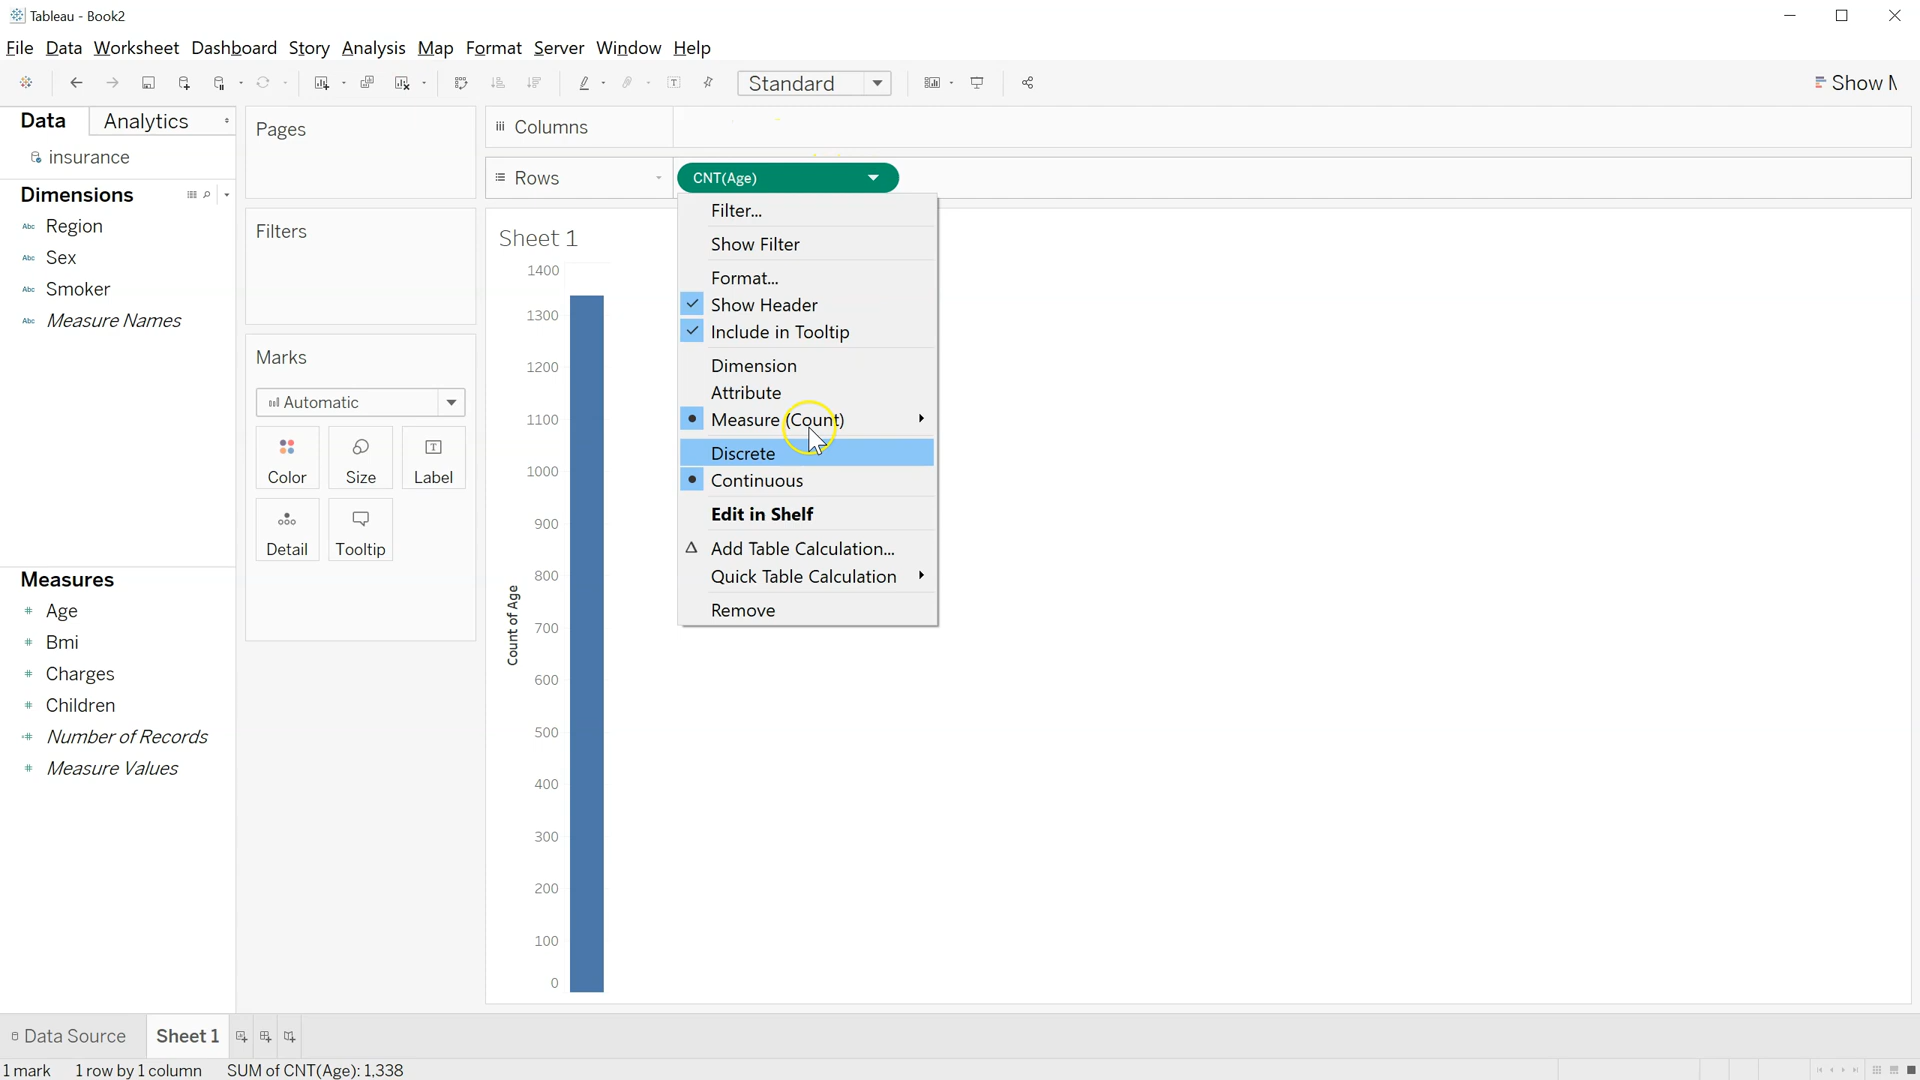 Tableau - Book2
File Data Worksheet Dashboard Story Analysis Map Format Server Window Help
Standard
Show M
Data Analytics
insurance
Dimensions
Abc Region
Abc Sex
Abc Smoker
Abc Measure Names
Measures
# Age
# Bmi
# Charges
# Children
=# Number of Records
# Measure Values
Pages
Filters
Marks
Automatic
Color Size Label
Detail Tooltip
Columns
Rows CNT(Age)
Sheet 1
1400
1300
1200
1100
1000
900
800
700
600
500
400
300
200
100
0
Count of Age
Filter...
Show Filter
Format...
Show Header
Include in Tooltip
Dimension
Attribute
Measure (Count)
Discrete
Continuous
Edit in Shelf
Add Table Calculation...
Quick Table Calculation
Remove
Data Source Sheet 1
1 mark 1 row by 1 column SUM of CNT(Age): 1,338